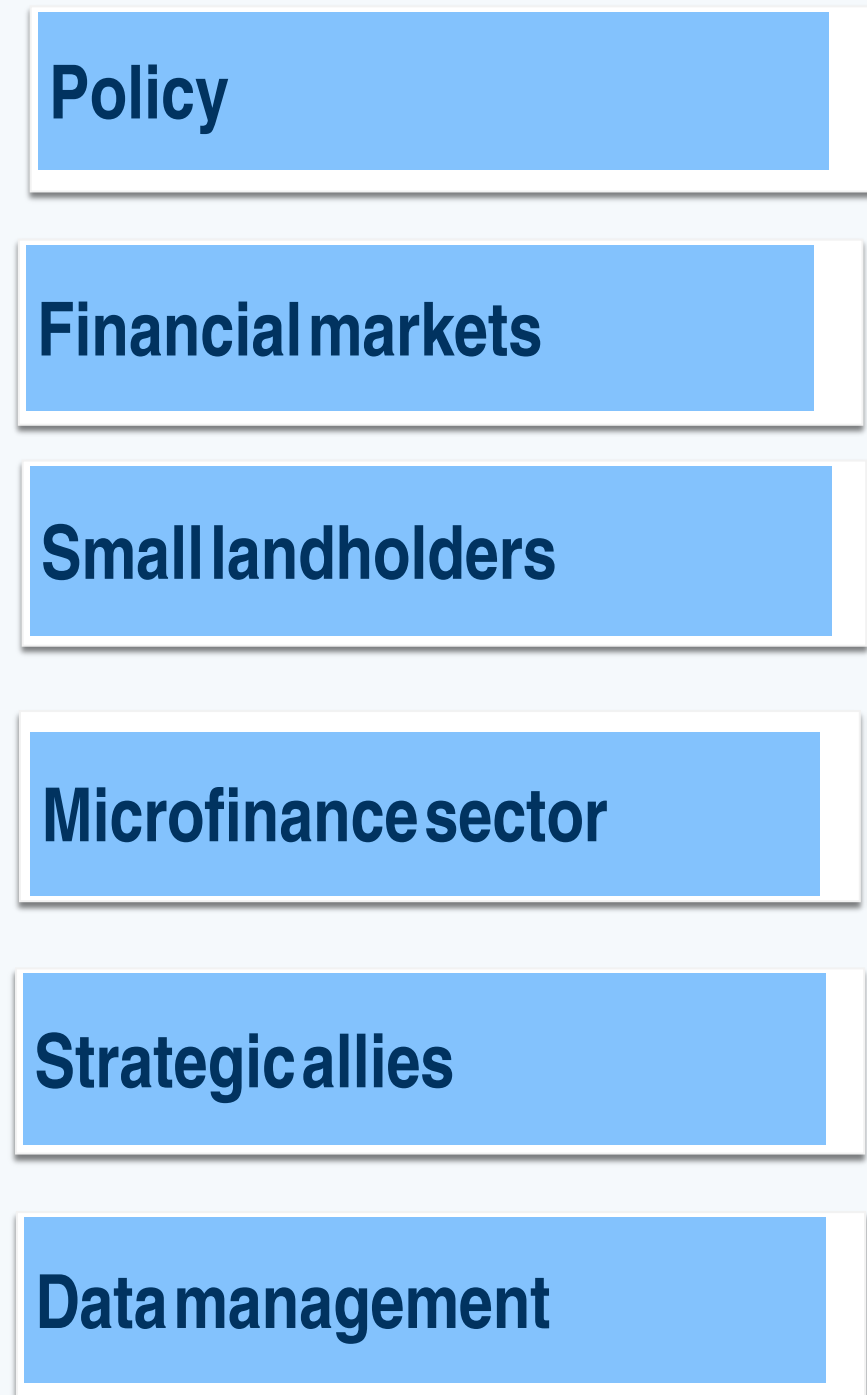 Policy
Financial markets
Small landholders
Microfinance sector
Strategic allies
Data management